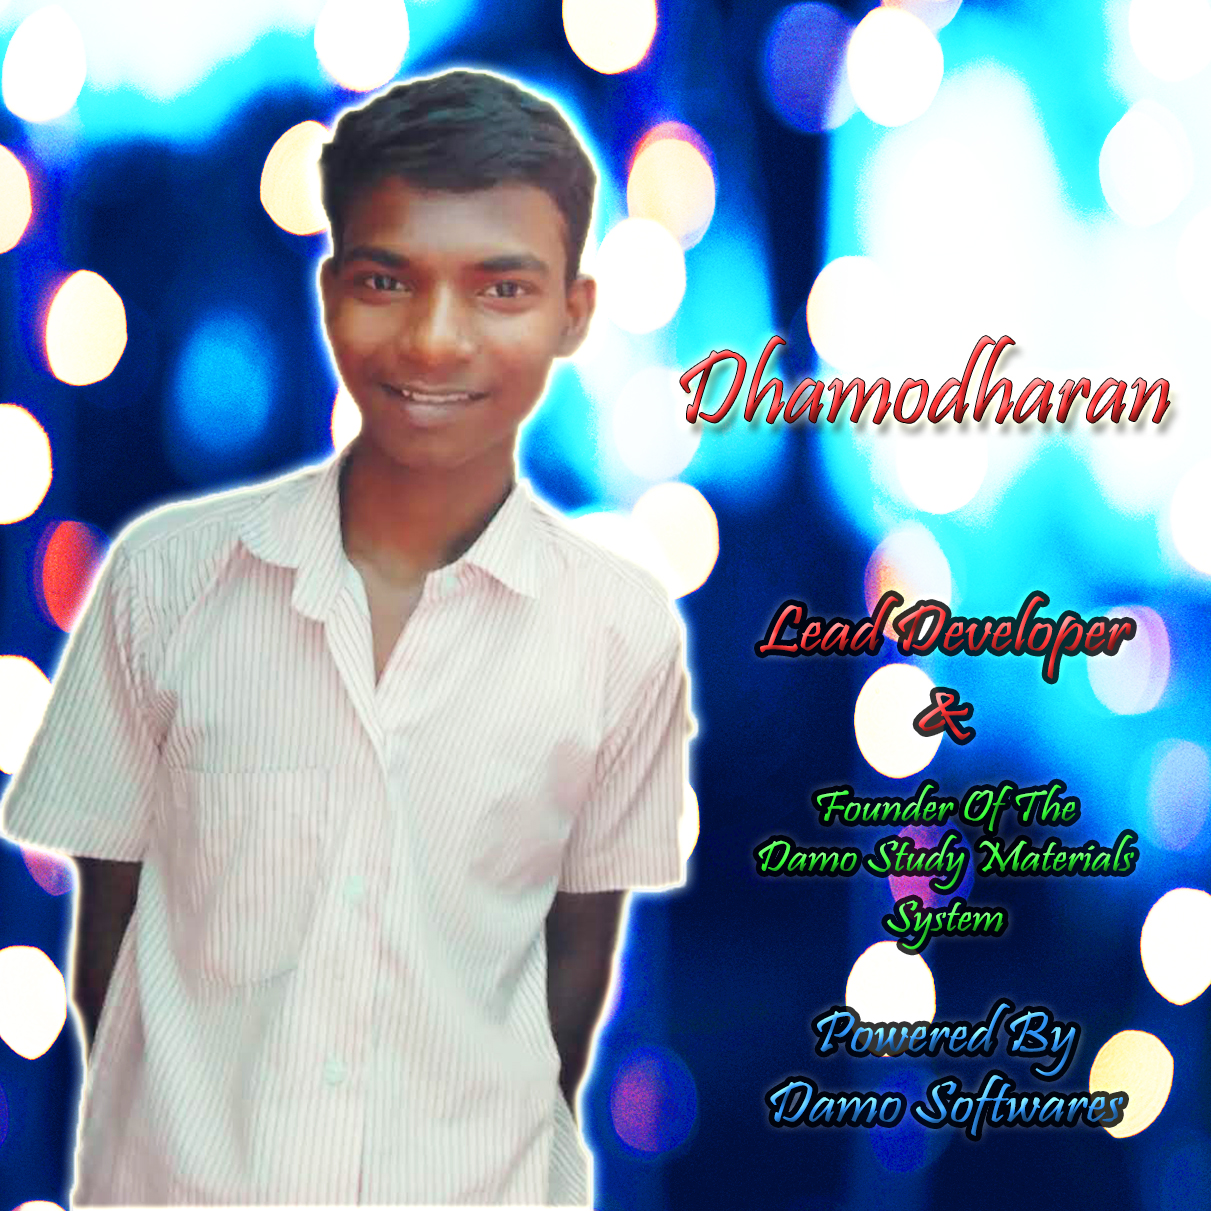 Dhamodharan
Lead Developer
&
Founder Of The
Damo Study Materials
System
Powered By
Damo Softwares